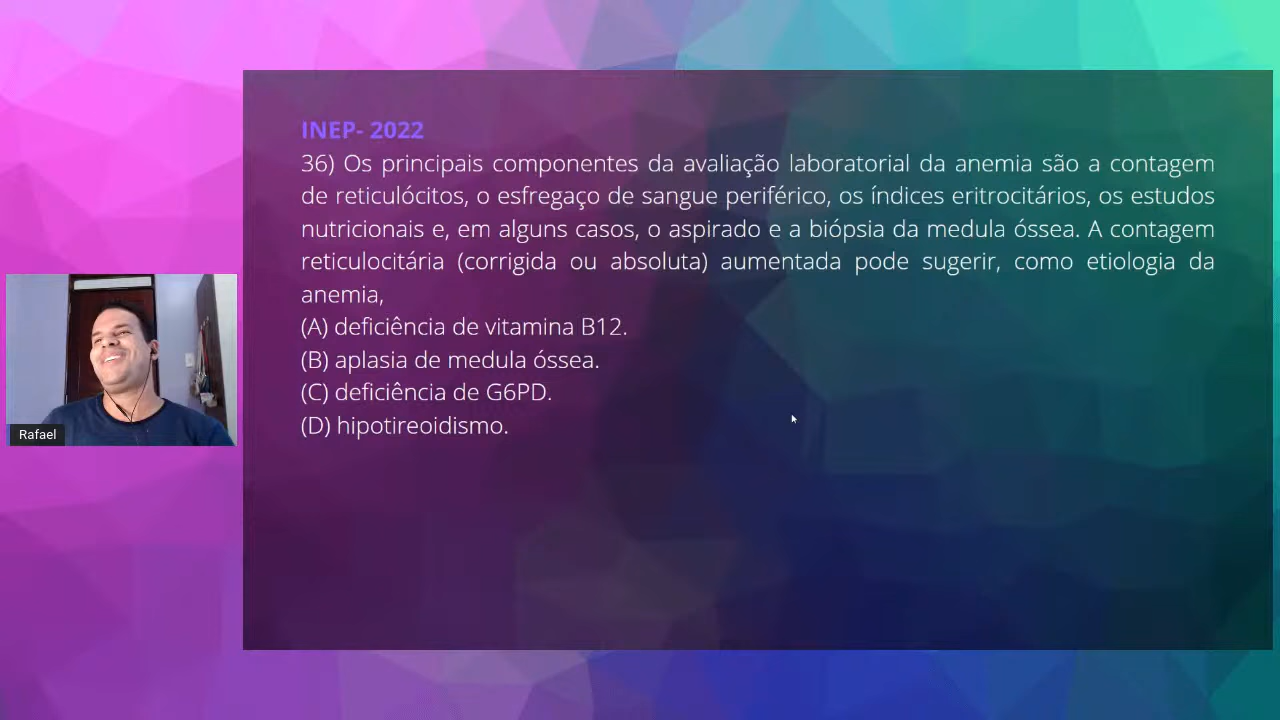 INEP- 2022
36) Os principais componentes da avaliação laboratorial da anemia são a contagem
de reticulócitos, o esfregaço de sangue periférico, os índices eritrocitários, os estudos
nutricionais e, em alguns casos, o aspirado e a biópsia da medula óssea. A contagem
reticulocitária (corrigida ou absoluta) aumentada pode sugerir, como etiologia da
anemia,
(A) deficiência de vitamina B12.
(B) aplasia de medula óssea.
(C) deficiência de G6PD.
(D) hipotireoidismo.
Rafael